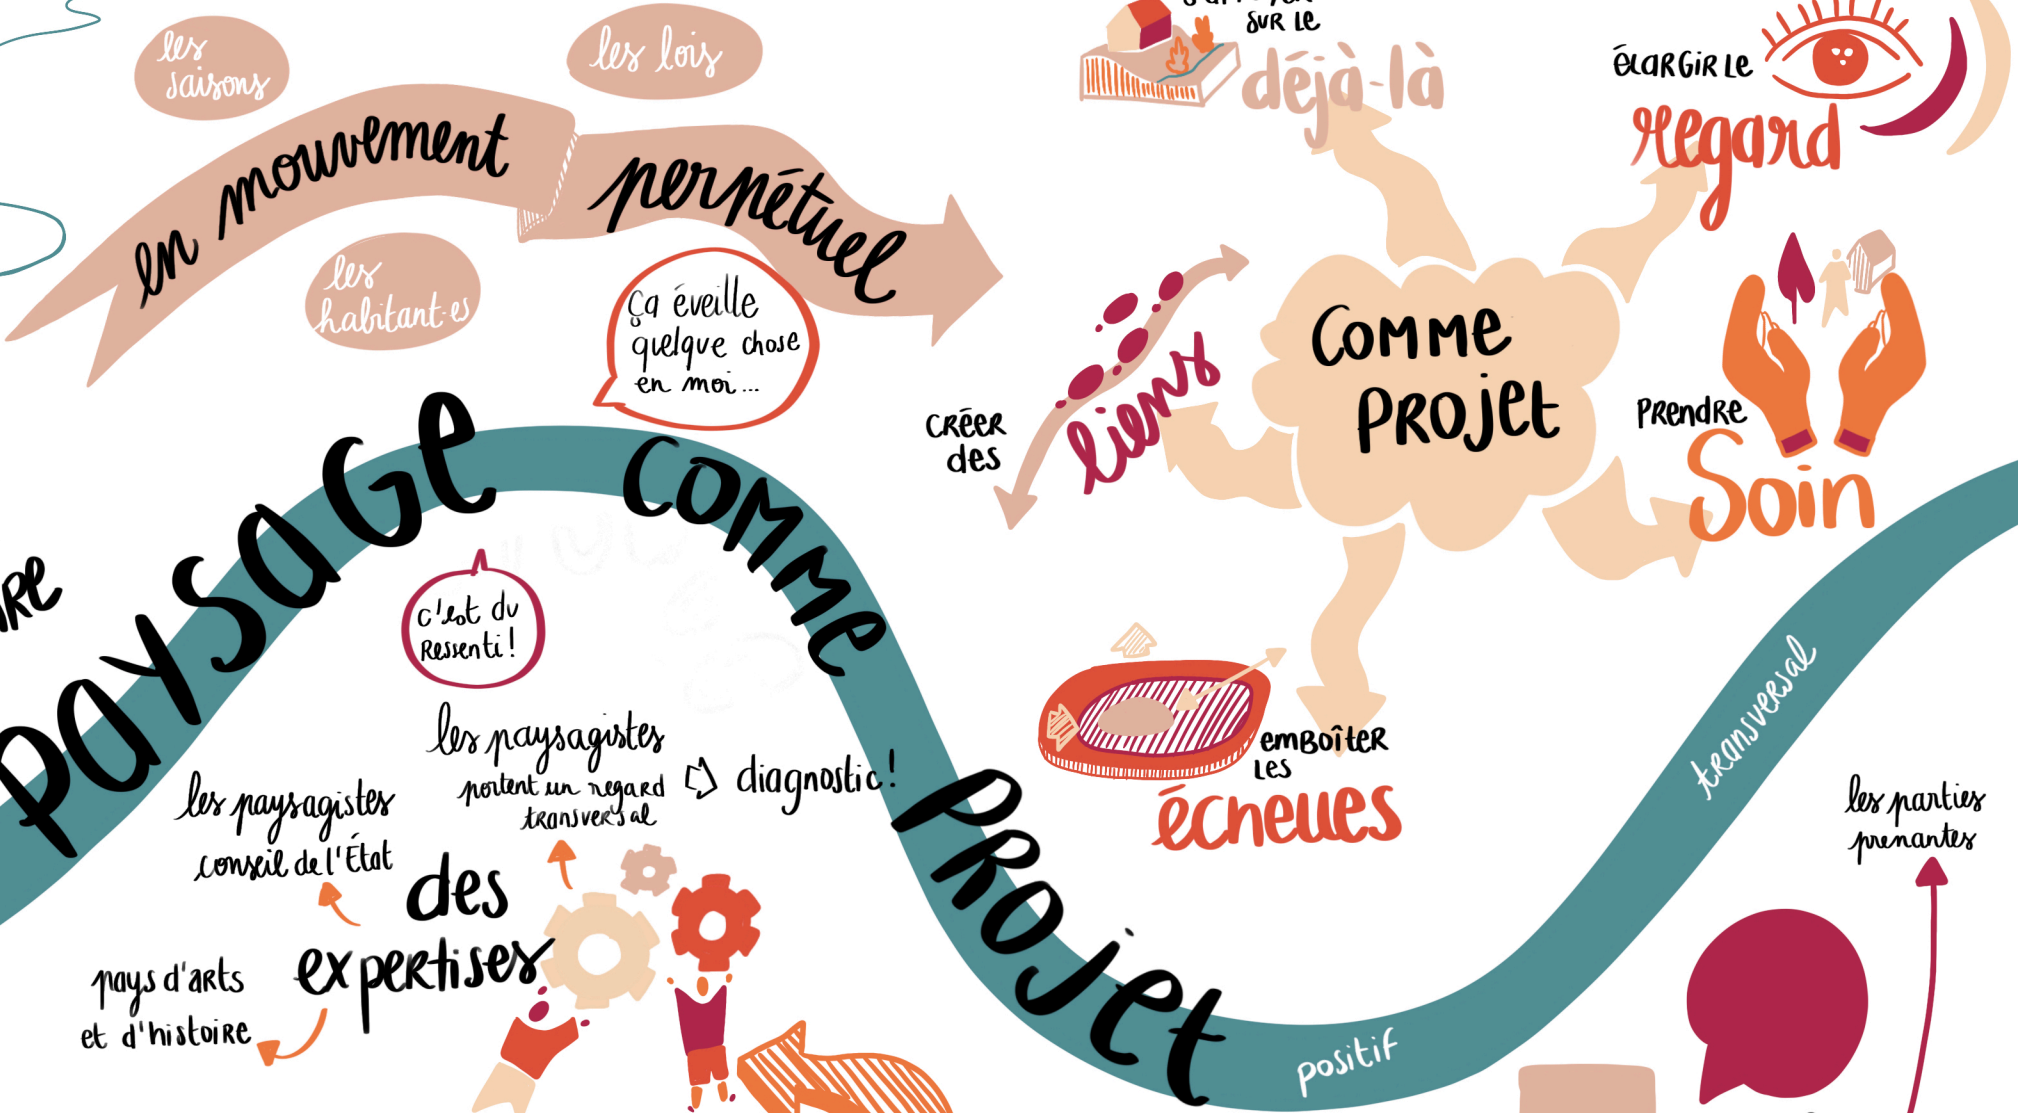 les
saisons
les lois
en mouvement perpétuel
les
habitant·es
Ça éveille
quelque chose
en moi...
SUR LE
déjà-là
ÉLARGIR LE
regard
CRÉER
des
liens
COMME
PROJET
PRENDRE
Soin
EMBOÎTER
LES
échelles
PAYSAGE COMME PROJET
c'est du
Ressenti!
les paysagistes
portent un regard
transversal
diagnostic!
les paysagistes
conseil de l'État
des
expertises
pays d'arts
et d'histoire
positif
transversal
les parties
prenantes